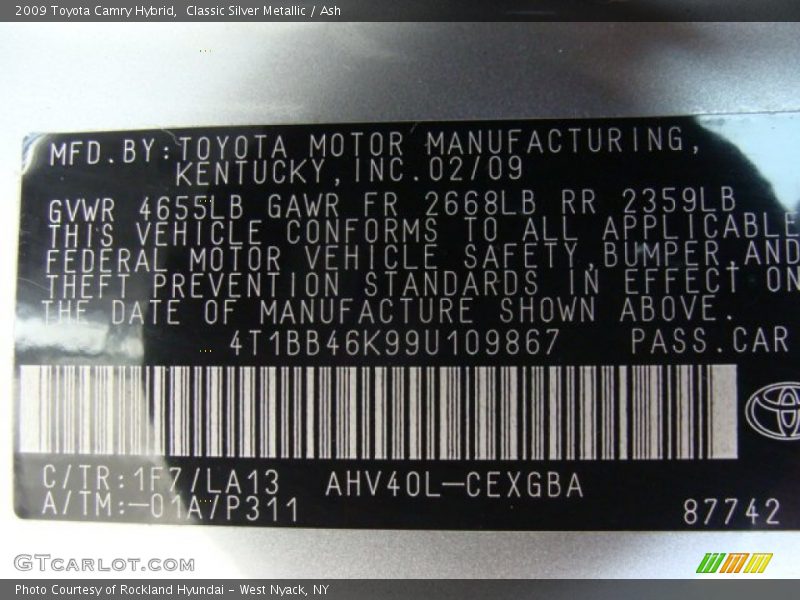 2009 Toyota Camry Hybrid,  Classic Silver Metallic / Ash
MFD.BY:TOYOTA MOTOR MANUFACTURING,
KENTUCKY,INC.02/09
GVWR 4655LB GAWR FR 2668LB RR 2359LB
THIS VEHICLE CONFORMS TO ALL APPLICABLE
FEDERAL MOTOR VEHICLE SAFETY,BUMPER,AND
THEFT PREVENTION STANDARDS IN EFFECT ON
THE DATE OF MANUFACTURE SHOWN ABOVE.
4T1BB46K99U109867 PASS.CAR
C/TR:1F7/LA13 AHV40L-CEXGBA
A/TM:-01A/P311 87742
GTCARLOT.COM
Photo Courtesy of Rockland Hyundai - West Nyack, NY